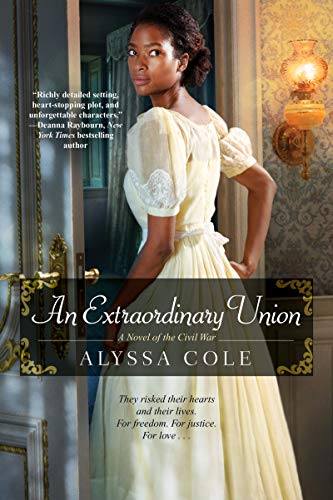 “Richly detailed setting,
heart-stopping plot, and
unforgettable characters.”
—Deanna Raybourn, New
York Times bestselling
author
An Extraordinary Union
A Novel of the Civil War
ALYSSA COLE
They risked their hearts
and their lives.
For freedom. For justice.
For love . . .